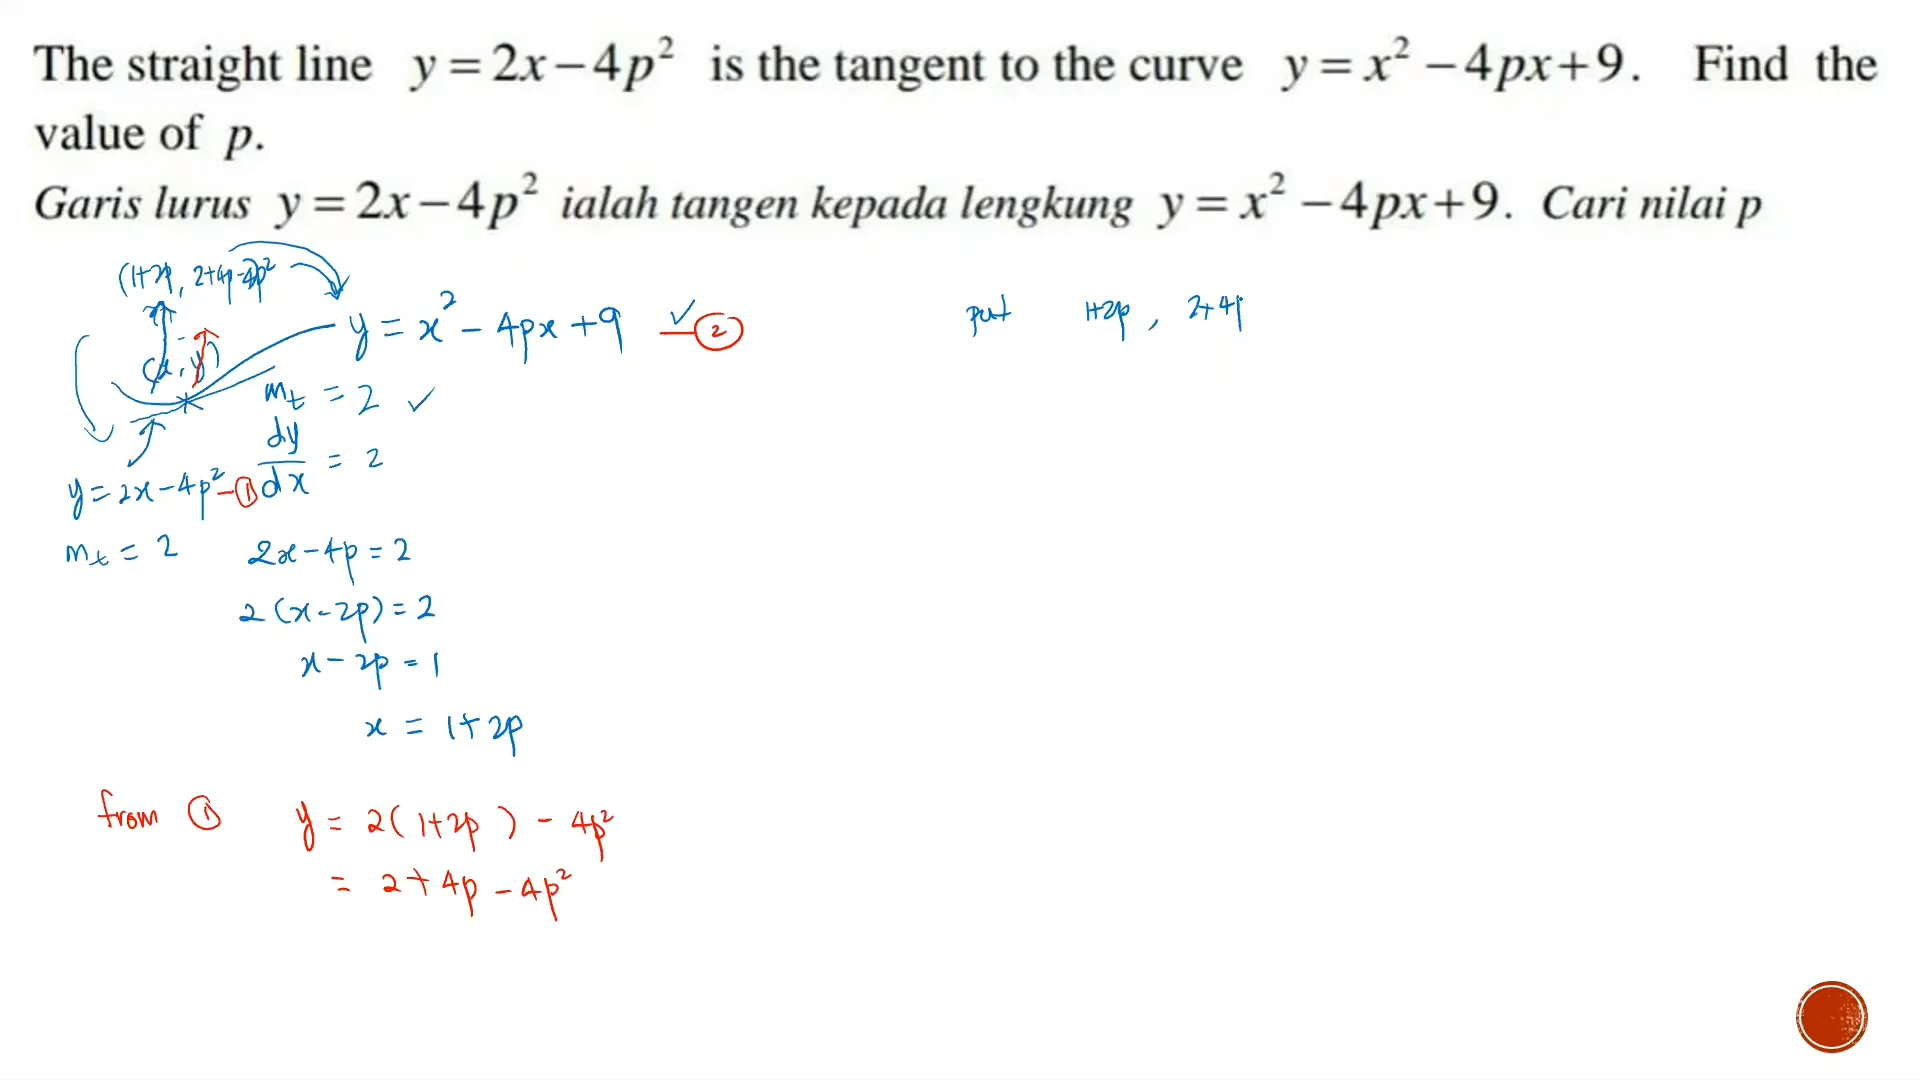 The straight line y = 2x − 4p² is the tangent to the curve y = x² − 4px + 9. Find the
value of p.
Garis lurus y = 2x − 4p² ialah tangen kepada lengkung y = x² − 4px + 9. Cari nilai p
(1+2p, 2+4p-4p²
y = x² − 4px + 9 ✓ — ②
put 1+2p, 2+4p
(x, y)
m_t = 2 ✓
dy/dx = 2
y = 2x − 4p² − ①
m_t = 2
2x − 4p = 2
2(x − 2p) = 2
x − 2p = 1
x = 1 + 2p
from ① y = 2(1+2p) − 4p²
= 2 + 4p − 4p²